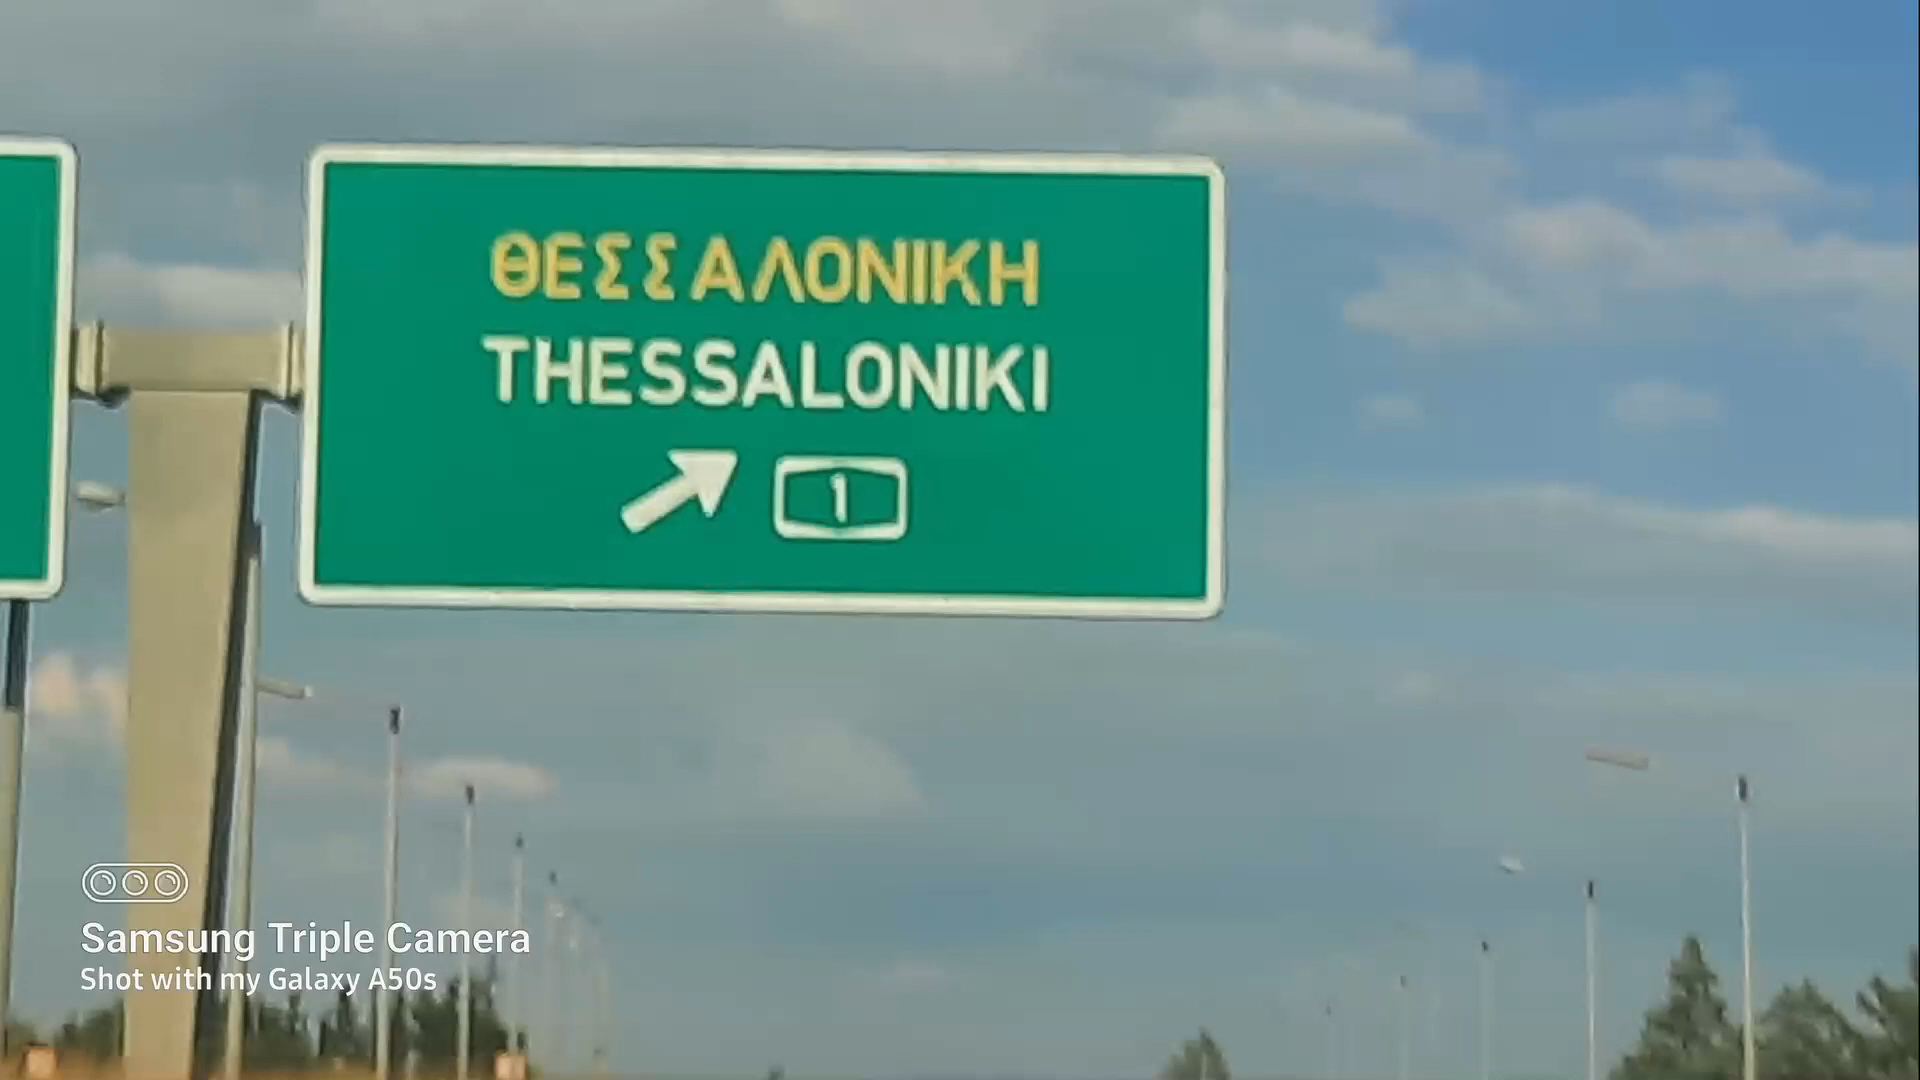 ΘΕΣΣΑΛΟΝΙΚΗ
THESSALONIKI
1
Samsung Triple Camera
Shot with my Galaxy A50s